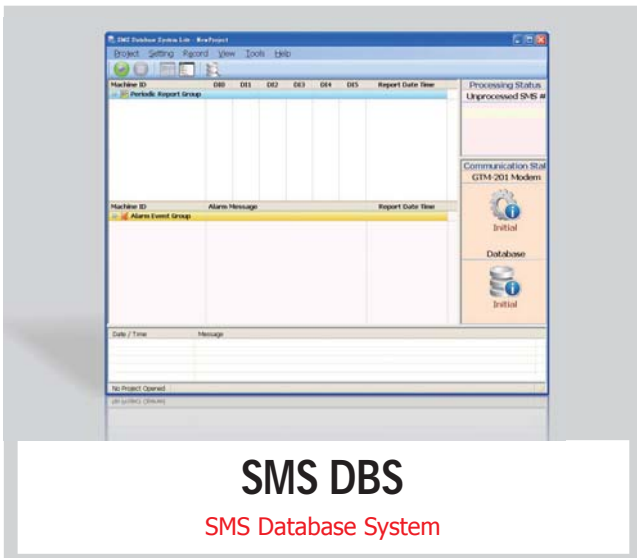 SMS Database System Lite - NewProject
Project Setting Record View Tools Help
Machine ID DI0 DI1 DI2 DI3 DI4 DI5 Report Date Time
Periodic Report Group
Processing Status
Unprocessed SMS #
Machine ID Alarm Message Report Date Time
Alarm Event Group
Communication Stat
GTM-201 Modem
Initial
Database
Initial
Date / Time Message
No Project Opened
SMS DBS
SMS Database System